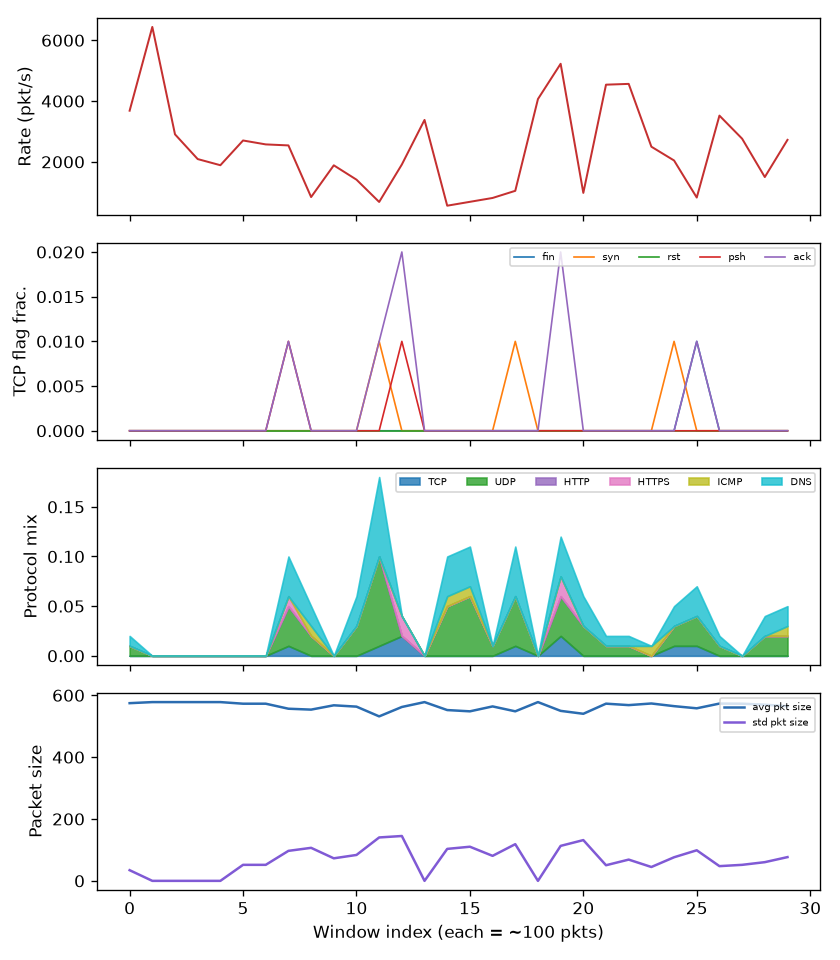 Rate (pkt/s)
6000
4000
2000
TCP flag frac.
0.020
0.015
0.010
0.005
0.000
fin syn rst psh ack
Protocol mix
0.15
0.10
0.05
0.00
TCP UDP HTTP HTTPS ICMP DNS
Packet size
600
400
200
0
avg pkt size
std pkt size
0 5 10 15 20 25 30
Window index (each = ~100 pkts)